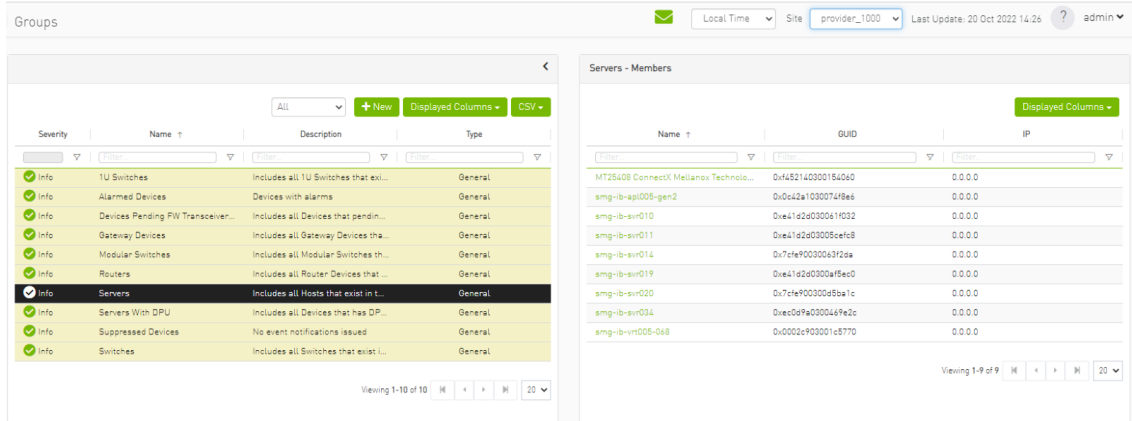 Groups
Local Time Site provider_1000 Last Update: 20 Oct 2022 14:26 ? admin
All + New Displayed Columns CSV
Severity Name ↑ Description Type
Filter... Filter... Filter...
Info 1U Switches Includes all 1U Switches that exi... General
Info Alarmed Devices Devices with alarms General
Info Devices Pending FW Transceiver... Includes all Devices that pendin... General
Info Gateway Devices Includes all Gateway Devices tha... General
Info Modular Switches Includes all Modular Switches th... General
Info Routers Includes all Router Devices that ... General
Info Servers Includes all Hosts that exist in t... General
Info Servers With DPU Includes all Devices that has DP... General
Info Suppressed Devices No event notifications issued General
Info Switches Includes all Switches that exist i... General
Viewing 1-10 of 10 20
Servers - Members
Displayed Columns
Name ↑ GUID IP
Filter... Filter... Filter...
MT25408 ConnectX Mellanox Technolo... 0xf452140300154060 0.0.0.0
smg-ib-apl005-gen2 0x0c42a1030074f8e6 0.0.0.0
smg-ib-svr010 0xe41d2d030061f032 0.0.0.0
smg-ib-svr011 0xe41d2d03005cefc8 0.0.0.0
smg-ib-svr014 0x7cfe90030063f2da 0.0.0.0
smg-ib-svr019 0xe41d2d0300af5ec0 0.0.0.0
smg-ib-svr020 0x7cfe900300d5ba1c 0.0.0.0
smg-ib-svr034 0xec0d9a0300469e2c 0.0.0.0
smg-ib-vrt005-068 0x0002c903001c5770 0.0.0.0
Viewing 1-9 of 9 20